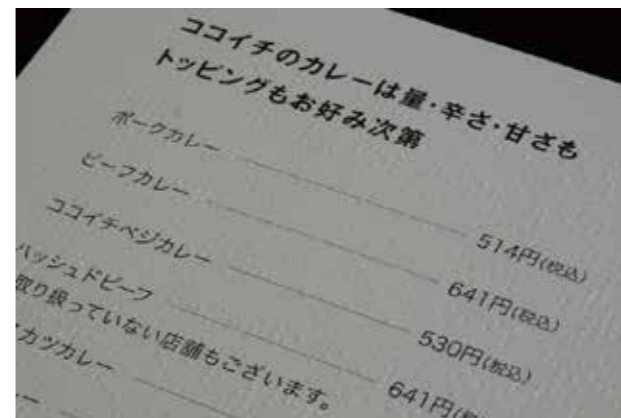 ココイチのカレーは量・辛さ・甘さも
トッピングもお好み次第
ポークカレー 514円(税込)
ビーフカレー 641円(税込)
ココイチベジカレー 530円(税込)
ハッシュドビーフ 641円(税
取り扱っていない店舗もございます。
カツカレー